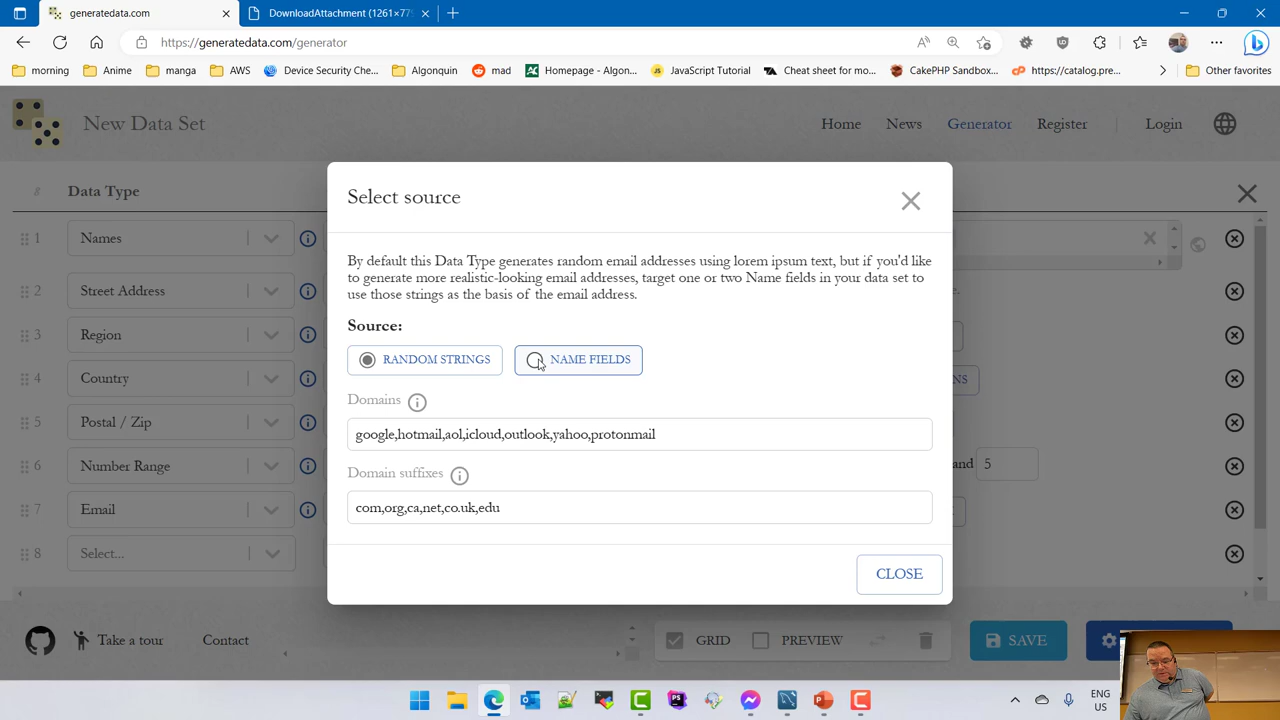 generatedata.com
DownloadAttachment (1261×77
https://generatedata.com/generator
morning
Anime
manga
AWS
Device Security Che...
Algonquin
mad
Homepage - Algon...
JavaScript Tutorial
Cheat sheet for mo...
CakePHP Sandbox...
https://catalog.pre...
Other favorites
New Data Set
Home
News
Generator
Register
Login
Data Type
Select source
1 Names
By default this Data Type generates random email addresses using lorem ipsum text, but if you'd like
to generate more realistic-looking email addresses, target one or two Name fields in your data set to
use those strings as the basis of the email address.
2 Street Address
Source:
3 Region
RANDOM STRINGS
NAME FIELDS
4 Country
NS
Domains
5 Postal / Zip
google,hotmail,aol,icloud,outlook,yahoo,protonmail
6 Number Range
and 5
Domain suffixes
7 Email
com,org,ca,net,co.uk,edu
8 Select...
CLOSE
Take a tour
Contact
GRID
PREVIEW
SAVE
ENG
US